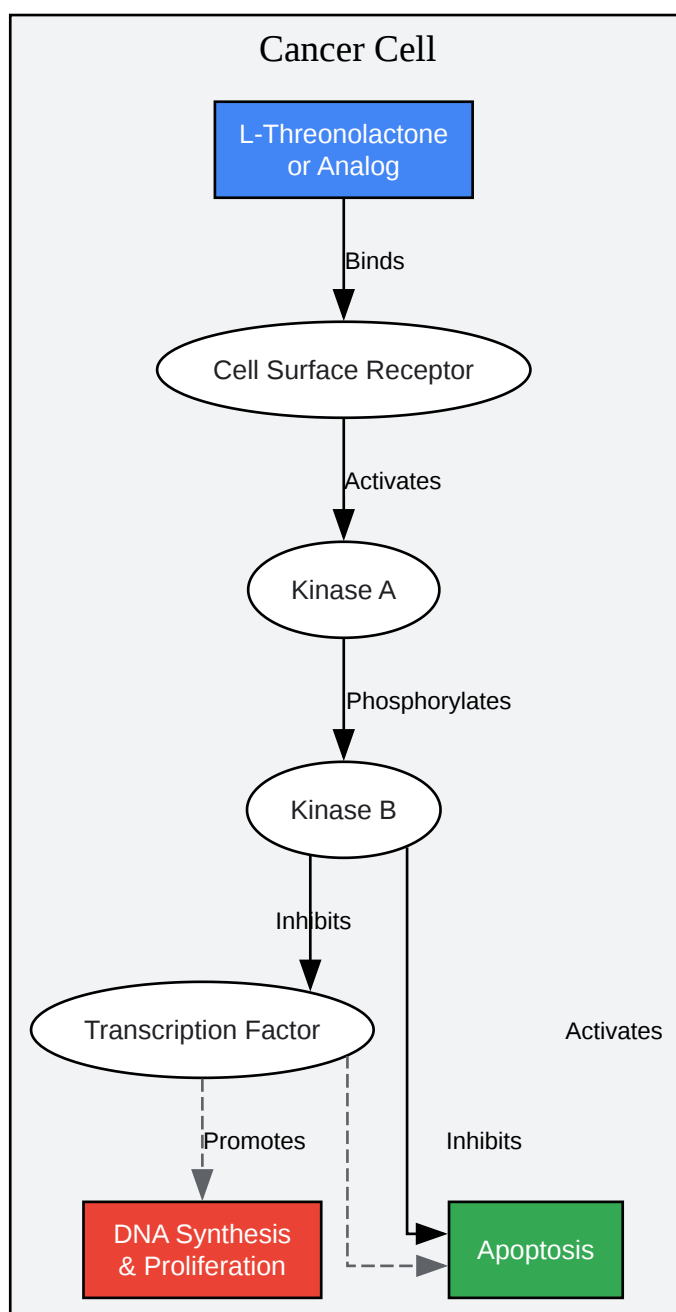 Cancer Cell
L-Threonolactone
or Analog
Binds
Cell Surface Receptor
Activates
Kinase A
Phosphorylates
Kinase B
Inhibits
Transcription Factor
Activates
Promotes
Inhibits
DNA Synthesis
& Proliferation
Apoptosis